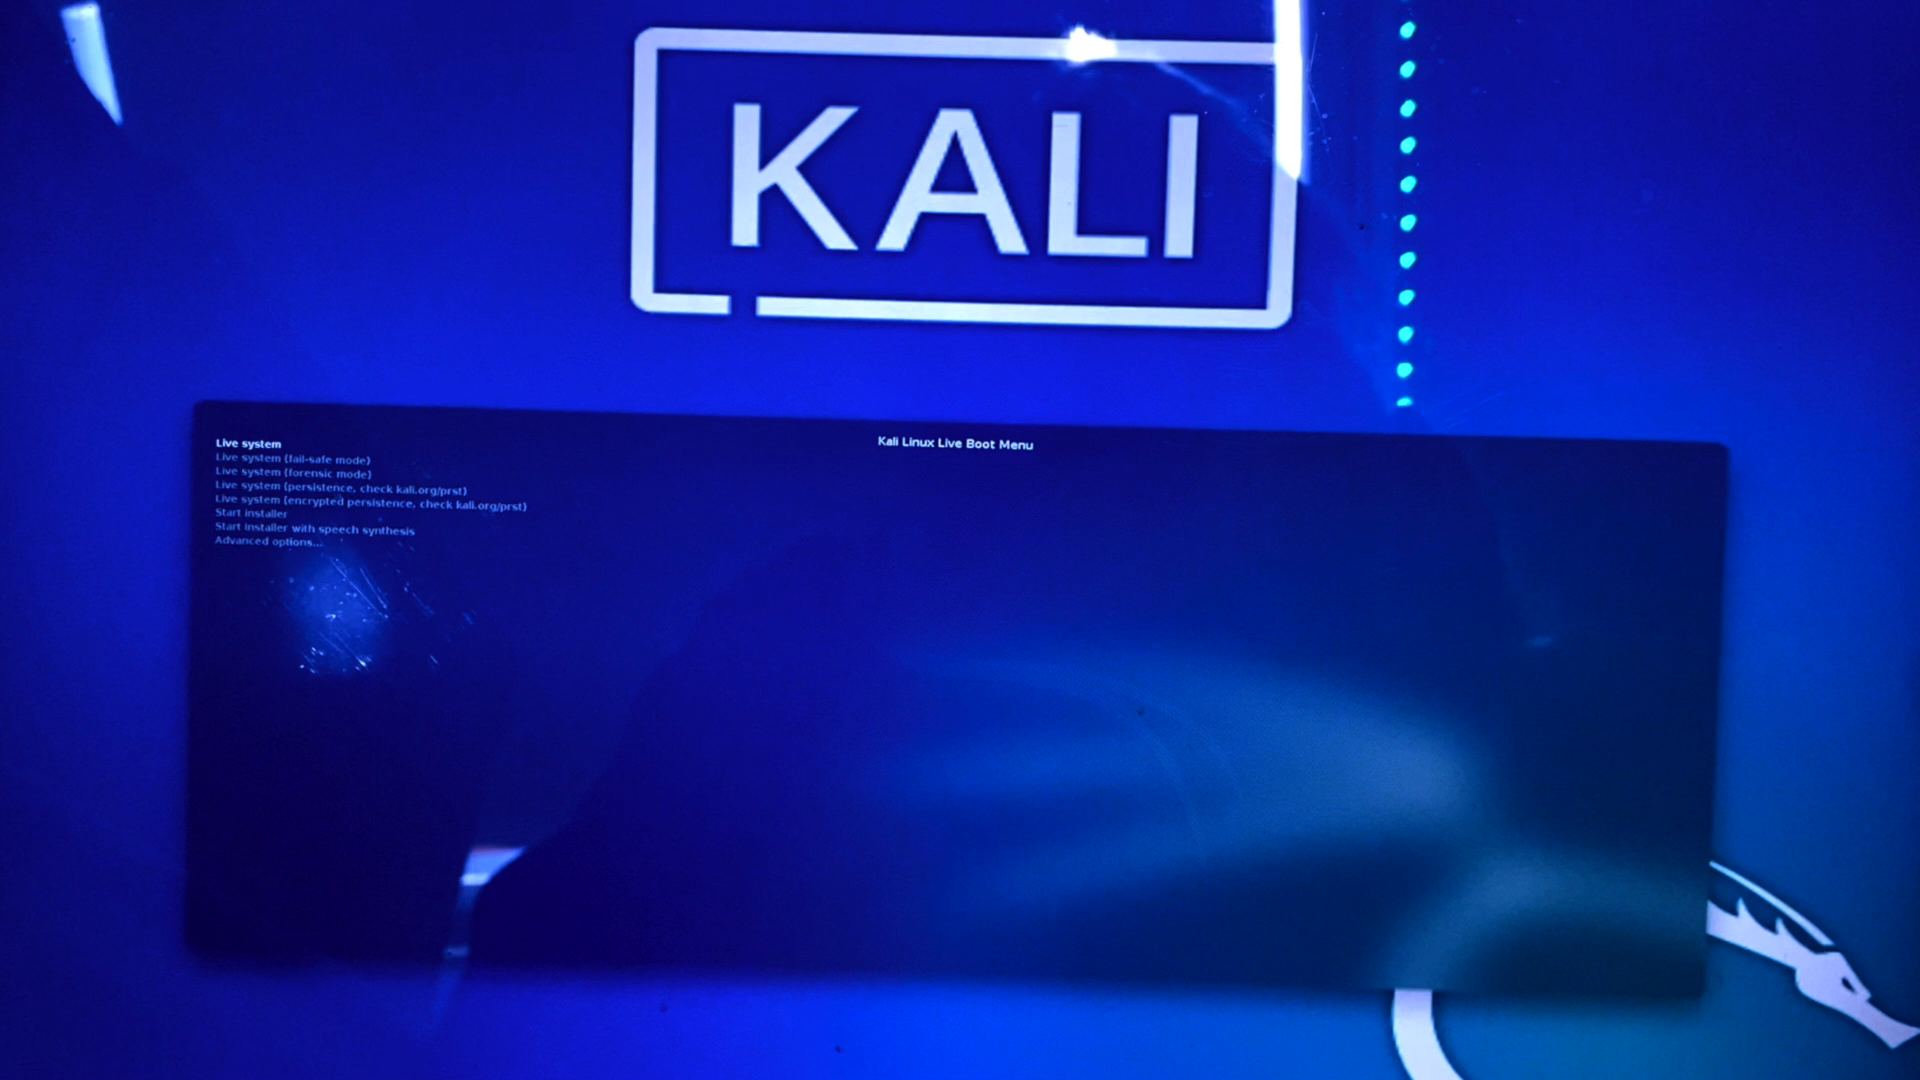 KALI
Kali Linux Live Boot Menu
Live system
Live system (fail-safe mode)
Live system (forensic mode)
Live system (persistence, check kali.org/prst)
Live system (encrypted persistence, check kali.org/prst)
Start installer
Start installer with speech synthesis
Advanced options...